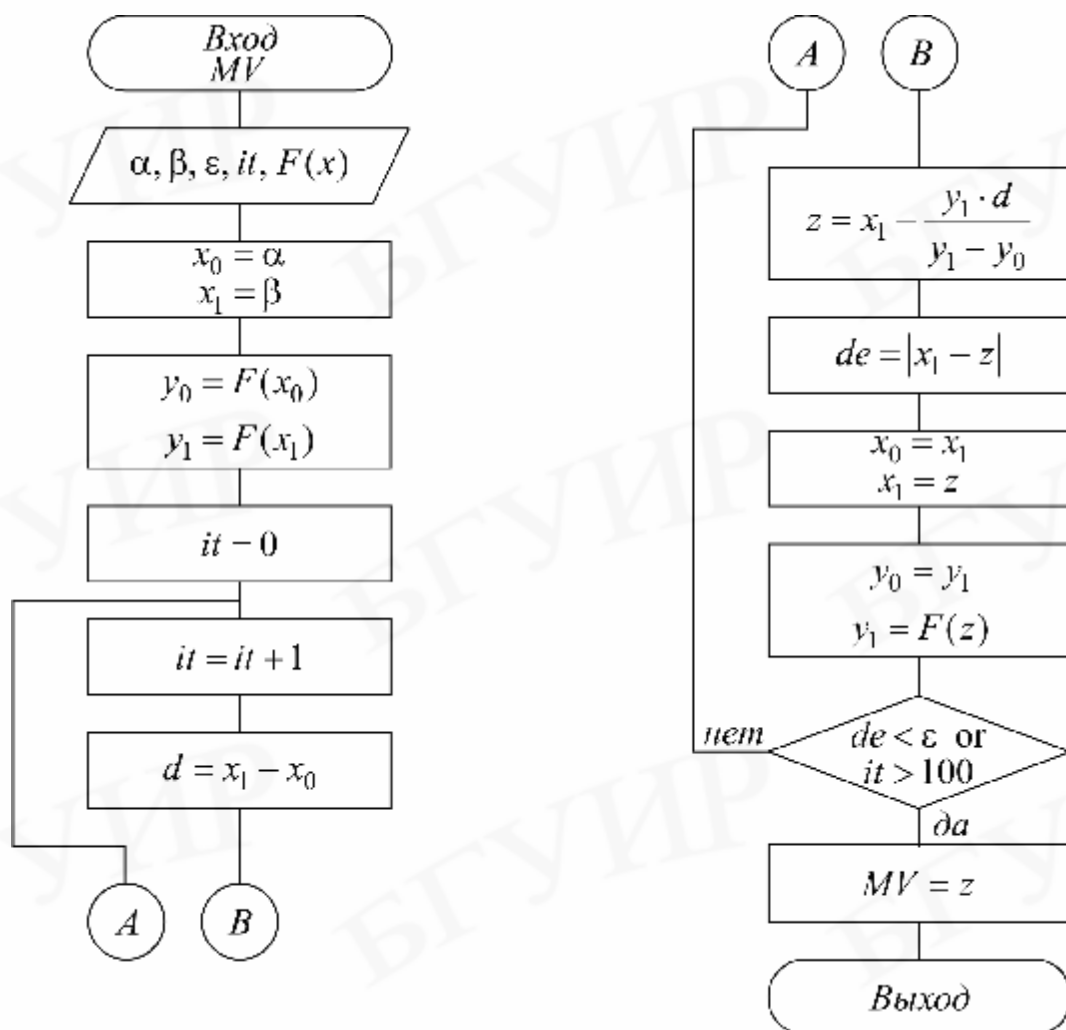 Вход
MV
α, β, ε, it, F(x)
x₀ = α
x₁ = β
y₀ = F(x₀)
y₁ = F(x₁)
it − 0
it = it + 1
d = x₁ − x₀
A
B
A
B
z = x₁ − (y₁ · d) / (y₁ − y₀)
de = |x₁ − z|
x₀ = x₁
x₁ = z
y₀ = y₁
y₁ = F(z)
нет
de < ε or
it > 100
да
MV = z
Выход
БГУИР